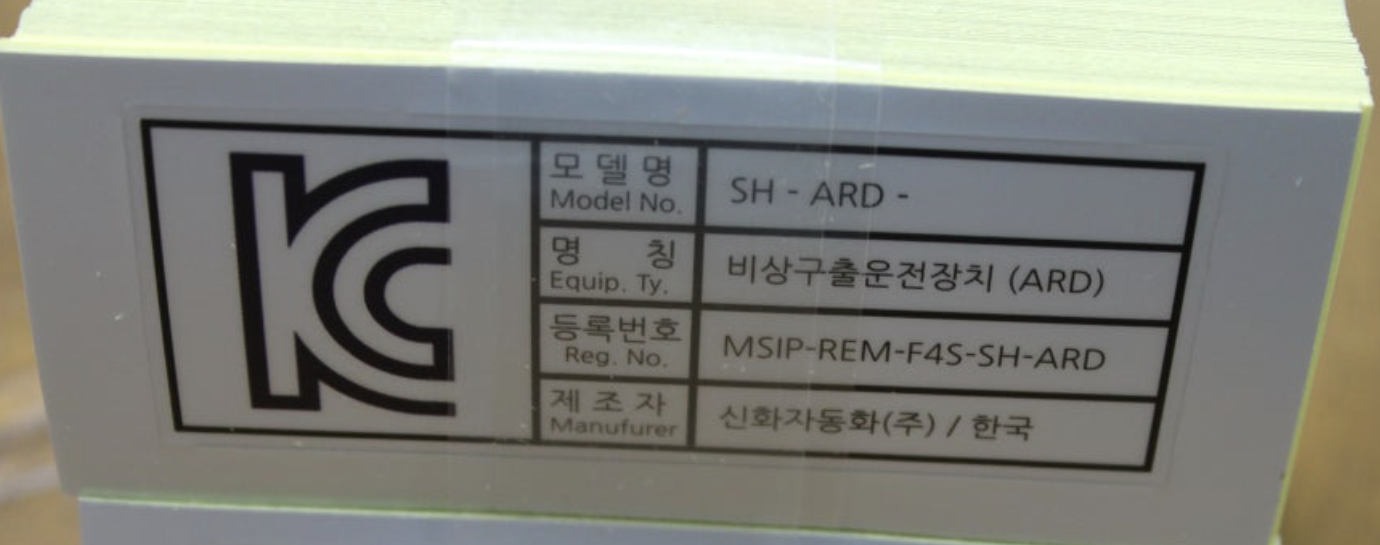 KC
모 델 명 SH - ARD -
Model No.
명 칭 비상구출운전장치 (ARD)
Equip. Ty.
등록번호 MSIP-REM-F4S-SH-ARD
Reg. No.
제 조 자 신화자동화(주) / 한국
Manufurer